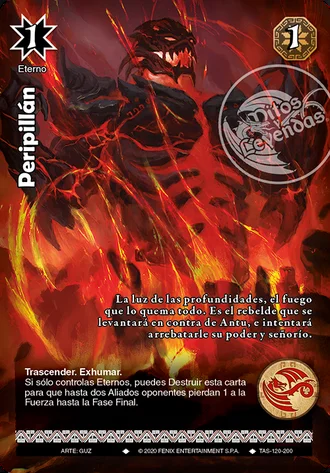 1
1
Eterno
Peripillán
Mitos
Leyendas
La luz de las profundidades, el fuego
que lo quema todo. Es el rebelde que se
levantará en contra de Antu, e intentará
arrebatarle su poder y señorío.
Trascender. Exhumar.
Si sólo controlas Eternos, puedes Destruir esta carta
para que hasta dos Aliados oponentes pierdan 1 a la
Fuerza hasta la Fase Final.
ARTE: GUZ
© 2020 FENIX ENTERTAINMENT S.P.A.
TAS-120-200